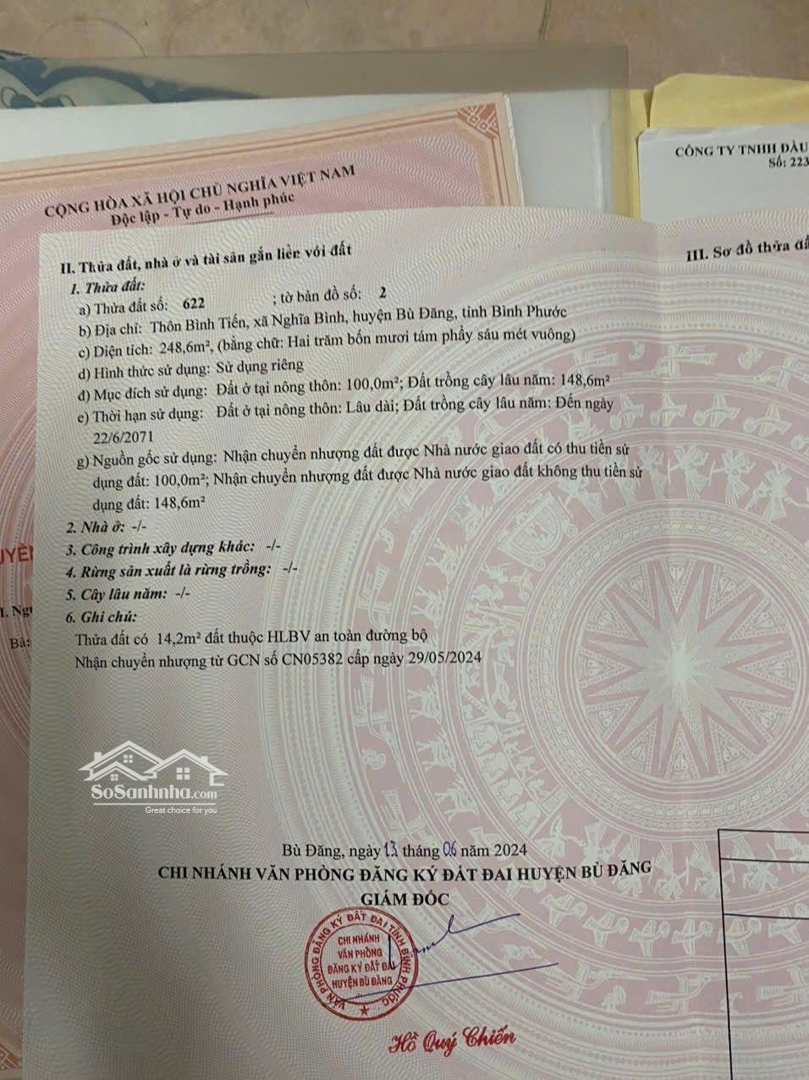 CÔNG TY TNHH ĐẦU
Số: 223
CỘNG HÒA XÃ HỘI CHỦ NGHĨA VIỆT NAM
Độc lập - Tự do - Hạnh phúc
II. Thửa đất, nhà ở và tài sản gắn liền với đất
III. Sơ đồ thửa đấ
1. Thửa đất:
a) Thửa đất số: 622 ; tờ bản đồ số: 2
b) Địa chỉ: Thôn Bình Tiến, xã Nghĩa Bình, huyện Bù Đăng, tỉnh Bình Phước
c) Diện tích: 248,6m², (bằng chữ: Hai trăm bốn mươi tám phẩy sáu mét vuông)
d) Hình thức sử dụng: Sử dụng riêng
đ) Mục đích sử dụng: Đất ở tại nông thôn: 100,0m²; Đất trồng cây lâu năm: 148,6m²
e) Thời hạn sử dụng: Đất ở tại nông thôn: Lâu dài; Đất trồng cây lâu năm: Đến ngày
22/6/2071
g) Nguồn gốc sử dụng: Nhận chuyển nhượng đất được Nhà nước giao đất có thu tiền sử
dụng đất: 100,0m²; Nhận chuyển nhượng đất được Nhà nước giao đất không thu tiền sử
dụng đất: 148,6m²
2. Nhà ở: -/-
3. Công trình xây dựng khác: -/-
4. Rừng sản xuất là rừng trồng: -/-
5. Cây lâu năm: -/-
6. Ghi chú:
Thửa đất có 14,2m² đất thuộc HLBV an toàn đường bộ
Nhận chuyển nhượng từ GCN số CN05382 cấp ngày 29/05/2024
UYỀN
I. Ngư
Bà:
SoSanhnha.com
Great choice for you
Bù Đăng, ngày 13 tháng 06 năm 2024
CHI NHÁNH VĂN PHÒNG ĐĂNG KÝ ĐẤT ĐAI HUYỆN BÙ ĐĂNG
GIÁM ĐỐC
VĂN PHÒNG ĐĂNG KÝ ĐẤT ĐAI TỈNH BÌNH PHƯỚC
CHI NHÁNH
VĂN PHÒNG
ĐĂNG KÝ ĐẤT ĐAI
HUYỆN BÙ ĐĂNG
Hồ Quý Chiến